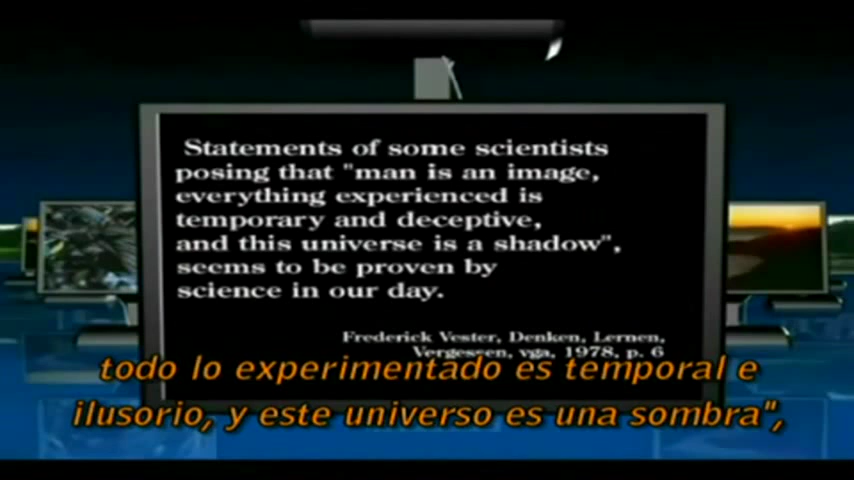 Statements of some scientists
posing that "man is an image,
everything experienced is
temporary and deceptive,
and this universe is a shadow",
seems to be proven by
science in our day.
Frederick Vester, Denken, Lernen,
Vergessen, vga, 1978, p. 6
todo lo experimentado es temporal e
ilusorio, y este universo es una sombra",